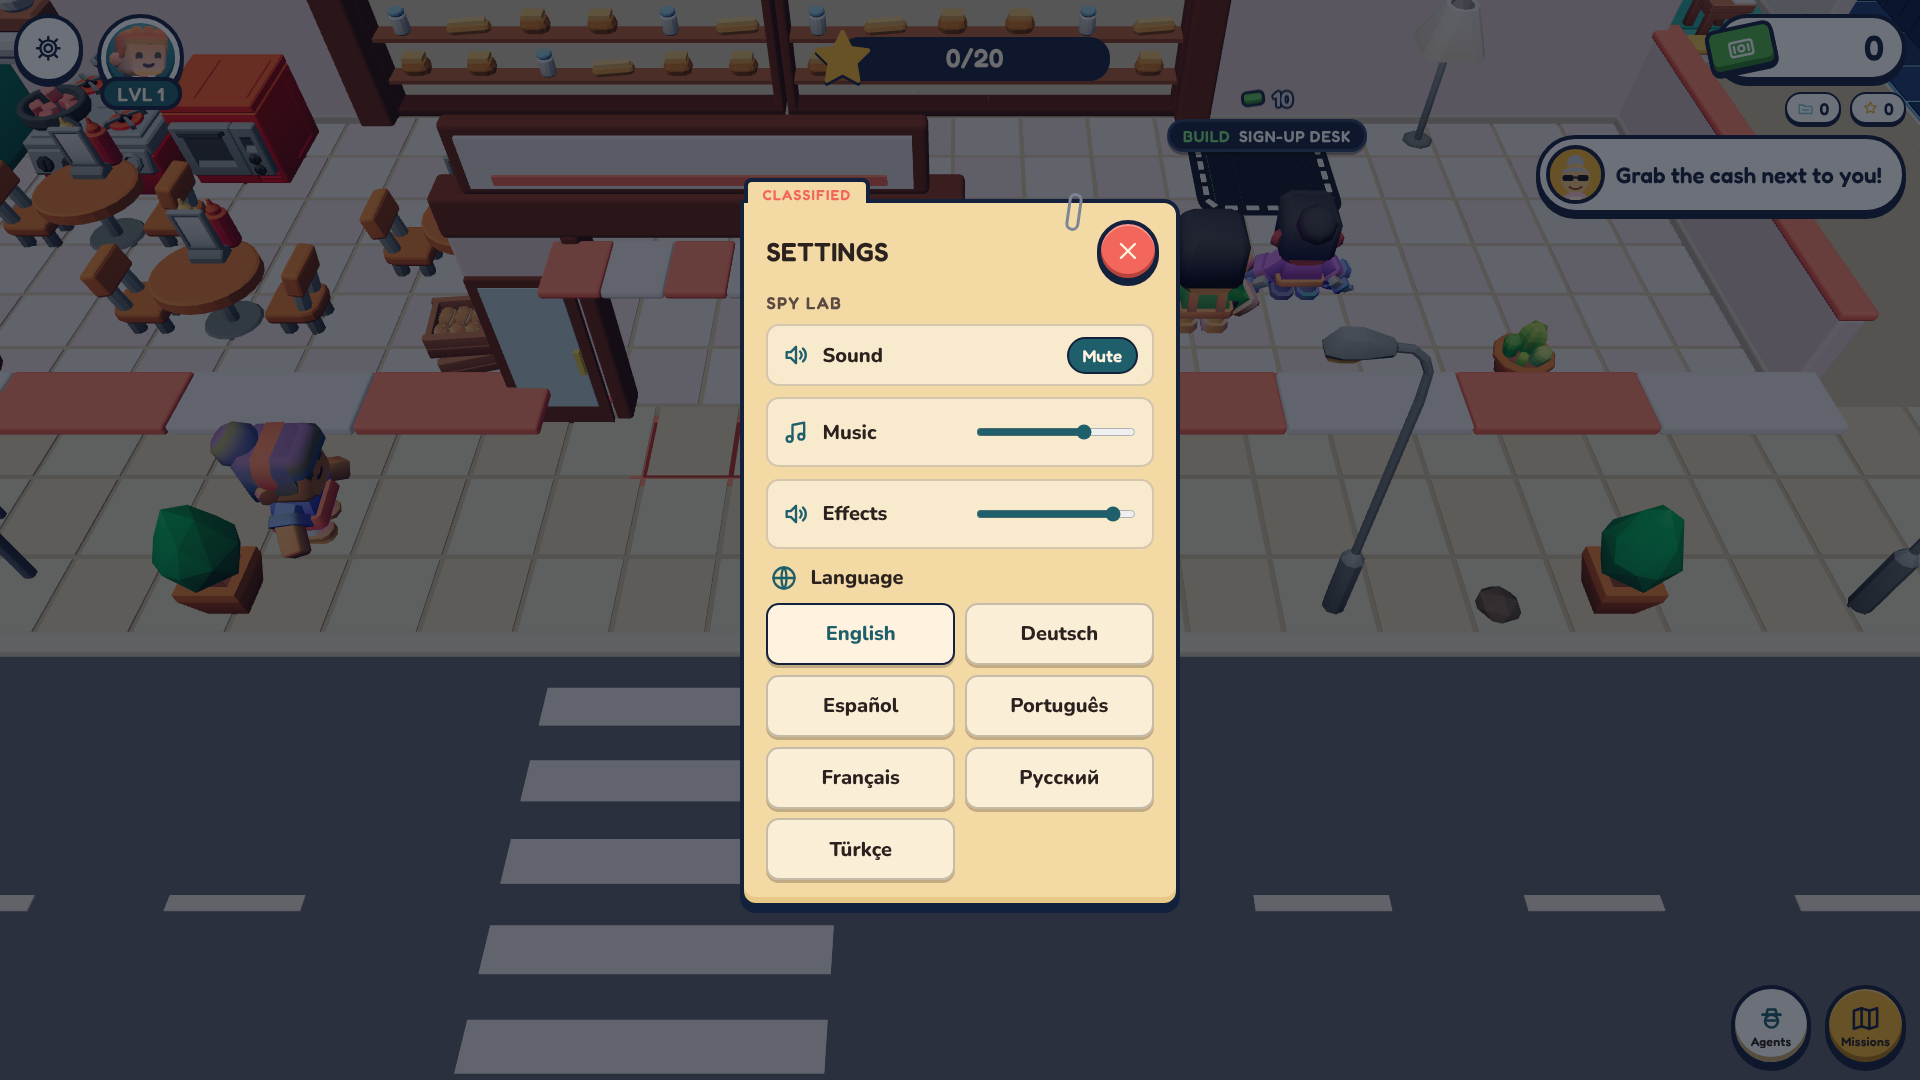 LVL 1
0/20
0
0
0
10
BUILD SIGN-UP DESK
Grab the cash next to you!
CLASSIFIED
SETTINGS
SPY LAB
Sound
Mute
Music
Effects
Language
English
Deutsch
Español
Português
Français
Русский
Türkçe
Agents
Missions